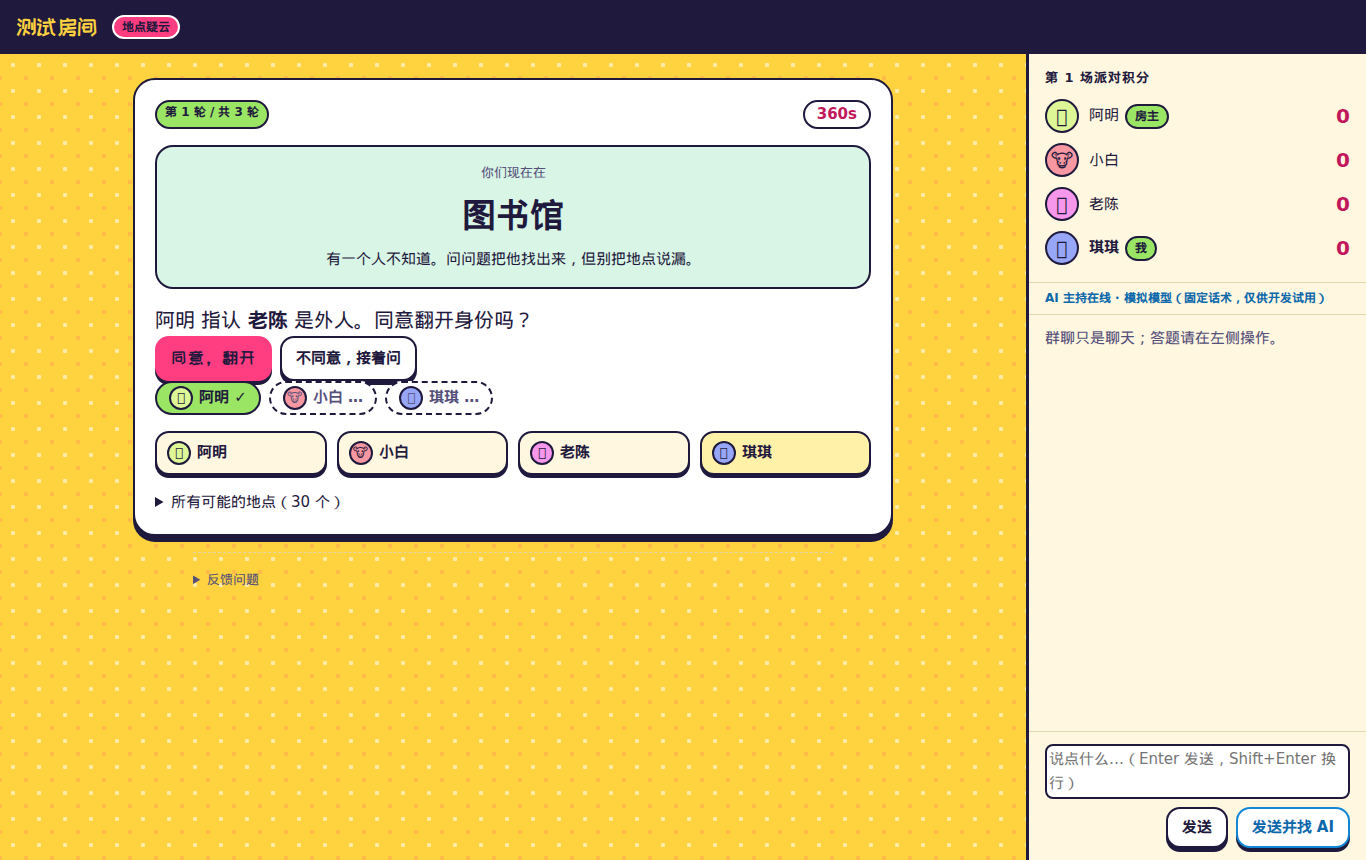 测试房间 地点疑云
第 1 轮 / 共 3 轮
360s
你们现在在
图书馆
有一个人不知道。问问题把他找出来，但别把地点说漏。
阿明 指认 老陈 是外人。同意翻开身份吗？
同意，翻开
不同意，接着问
阿明 ✓
小白 …
琪琪 …
阿明
小白
老陈
琪琪
▶ 所有可能的地点（30 个）
▶ 反馈问题
第 1 场派对积分
阿明 房主 0
小白 0
老陈 0
琪琪 我 0
AI 主持在线 · 模拟模型（固定话术，仅供开发试用）
群聊只是聊天；答题请在左侧操作。
说点什么…（Enter 发送，Shift+Enter 换
行）
发送
发送并找 AI